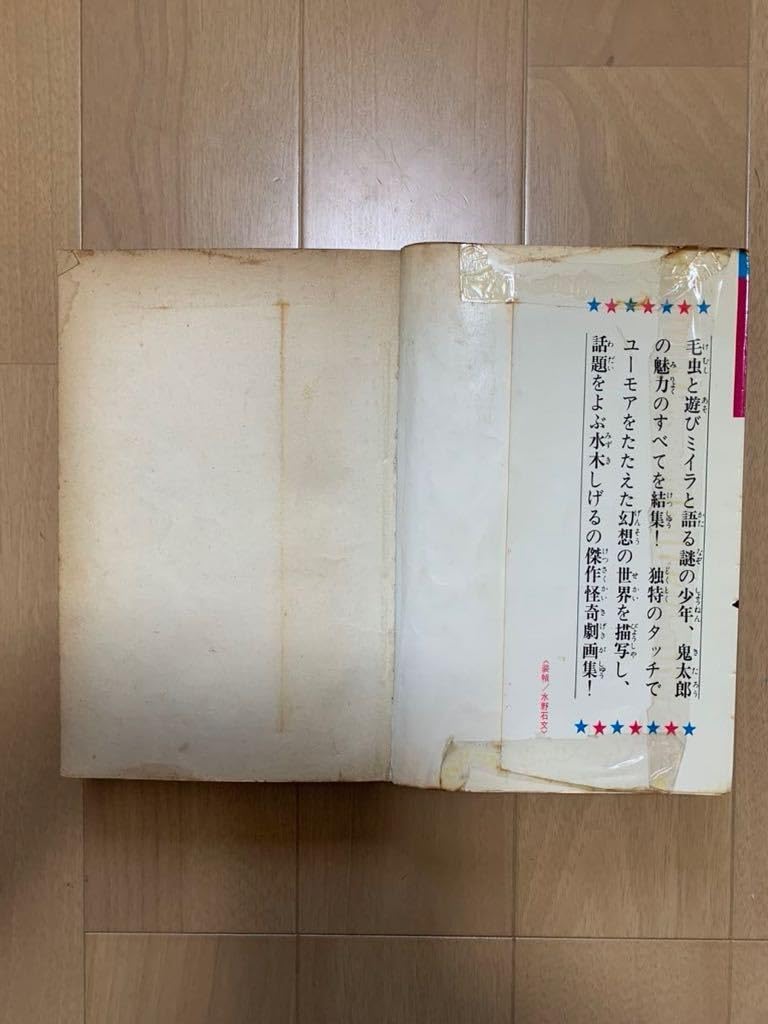 毛虫と遊びミイラと語る謎の少年、鬼太郎
の魅力のすべてを結集！ 独特のタッチで
ユーモアをたたえた幻想の世界を描写し、
話題をよぶ水木しげるの傑作怪奇劇画集！
〈装幀／水野石文〉